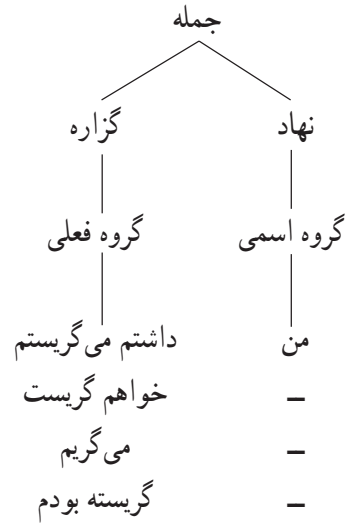 جمله
نهاد گزاره
گروه اسمی گروه فعلی
من داشتم می‌گریستم
– خواهم گریست
– می‌گریم
– گریسته بودم